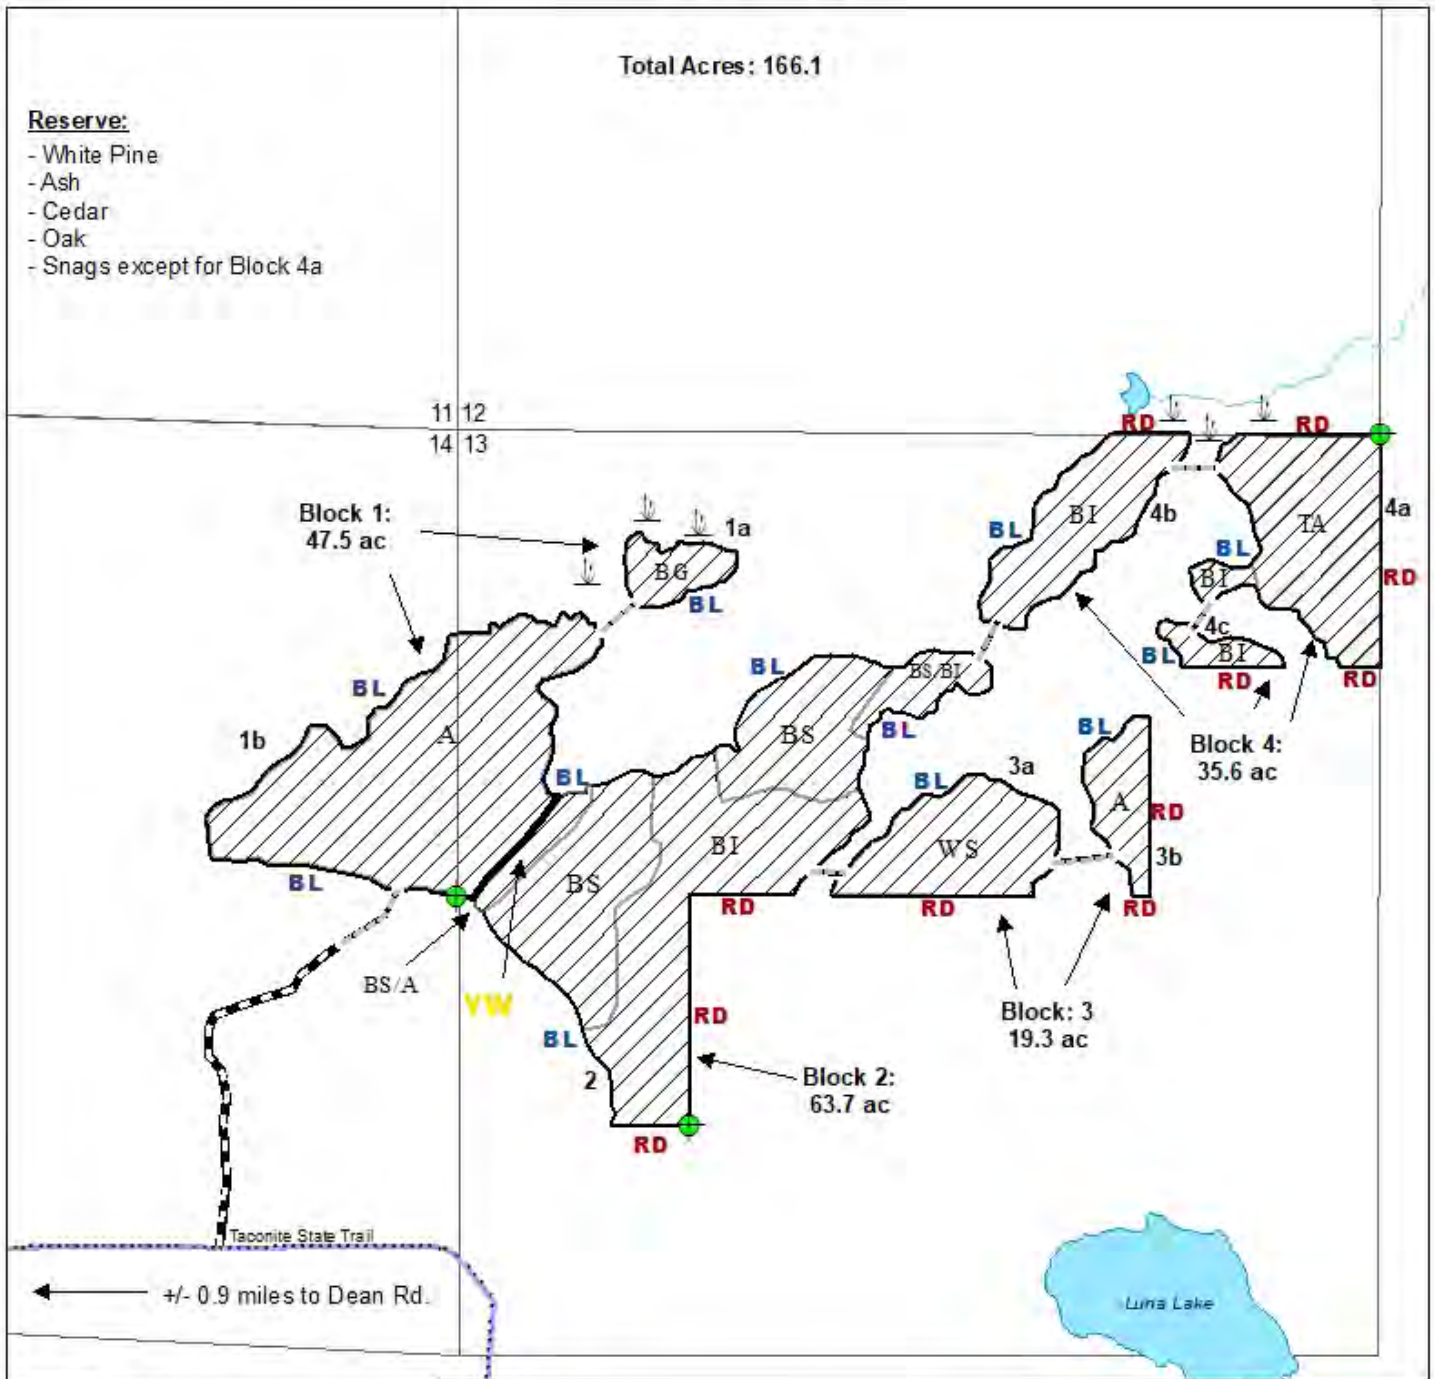 Total Acres: 166.1
Reserve:
- White Pine
- Ash
- Cedar
- Oak
- Snags except for Block 4a
11 12
14 13
RD
RD
Block 1:
47.5 ac
1a
BG
BL
BL
BI
4b
TA
4a
BL
BI
RD
4c
BI
BL
RD
RD
BL
1b
A
BL
BS/BI
BS
BL
BL
3a
BL
Block 4:
35.6 ac
BL
A
RD
3b
BI
WS
BS
BL
RD
RD
RD
BS/A
VW
RD
Block: 3
19.3 ac
BL
2
Block 2:
63.7 ac
RD
Taconite State Trail
+/- 0.9 miles to Dean Rd.
Luna Lake